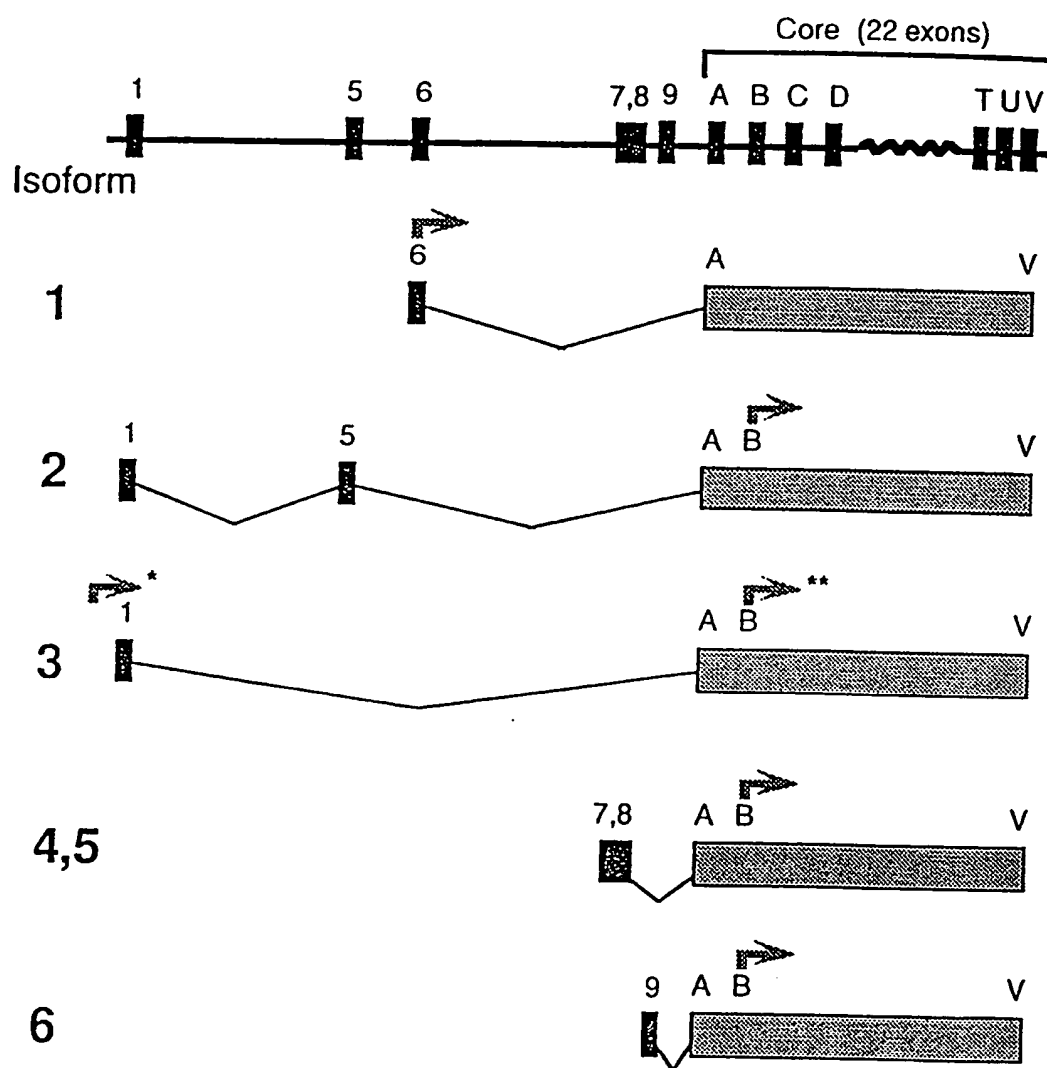 Core (22 exons)
1 5 6 7,8 9 A B C D T U V
Isoform
6 A V
1
1 5 A B V
2
* **
1 A B V
3
7,8 A B V
4,5
9 A B V
6